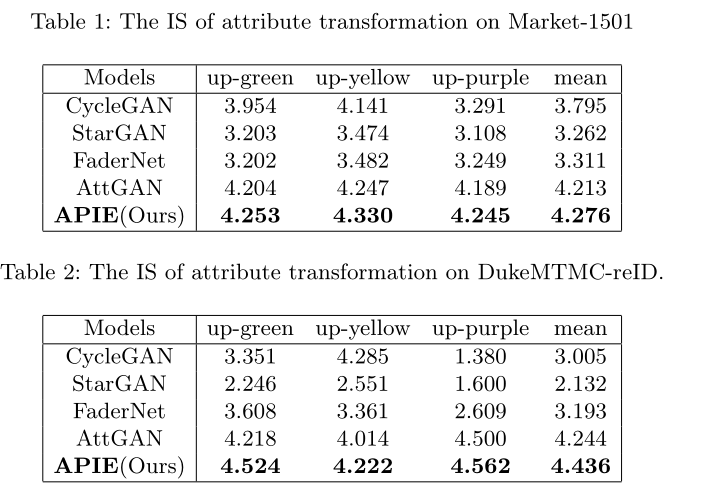 Table 1: The IS of attribute transformation on Market-1501
Models up-green up-yellow up-purple mean
CycleGAN 3.954 4.141 3.291 3.795
StarGAN 3.203 3.474 3.108 3.262
FaderNet 3.202 3.482 3.249 3.311
AttGAN 4.204 4.247 4.189 4.213
APIE(Ours) 4.253 4.330 4.245 4.276
Table 2: The IS of attribute transformation on DukeMTMC-reID.
Models up-green up-yellow up-purple mean
CycleGAN 3.351 4.285 1.380 3.005
StarGAN 2.246 2.551 1.600 2.132
FaderNet 3.608 3.361 2.609 3.193
AttGAN 4.218 4.014 4.500 4.244
APIE(Ours) 4.524 4.222 4.562 4.436